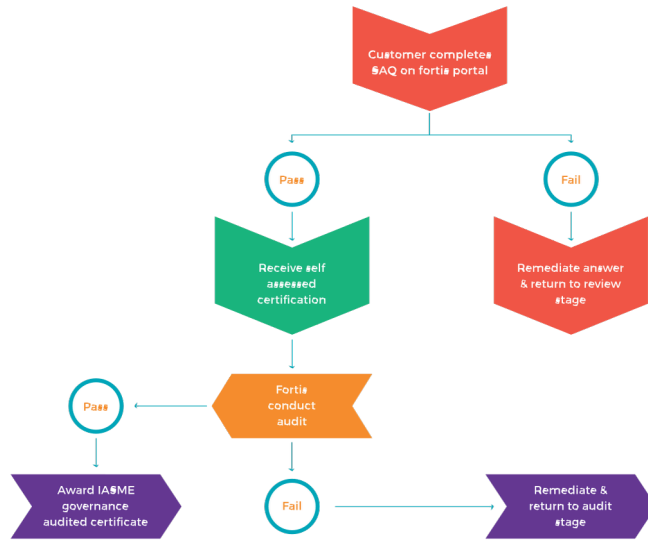 Customer completes
SAQ on fortis portal
Pass
Fail
Receive self
assessed
certification
Remediate answer
& return to review
stage
Pass
Fortis
conduct
audit
Award IASME
governance
audited certificate
Fail
Remediate &
return to audit
stage